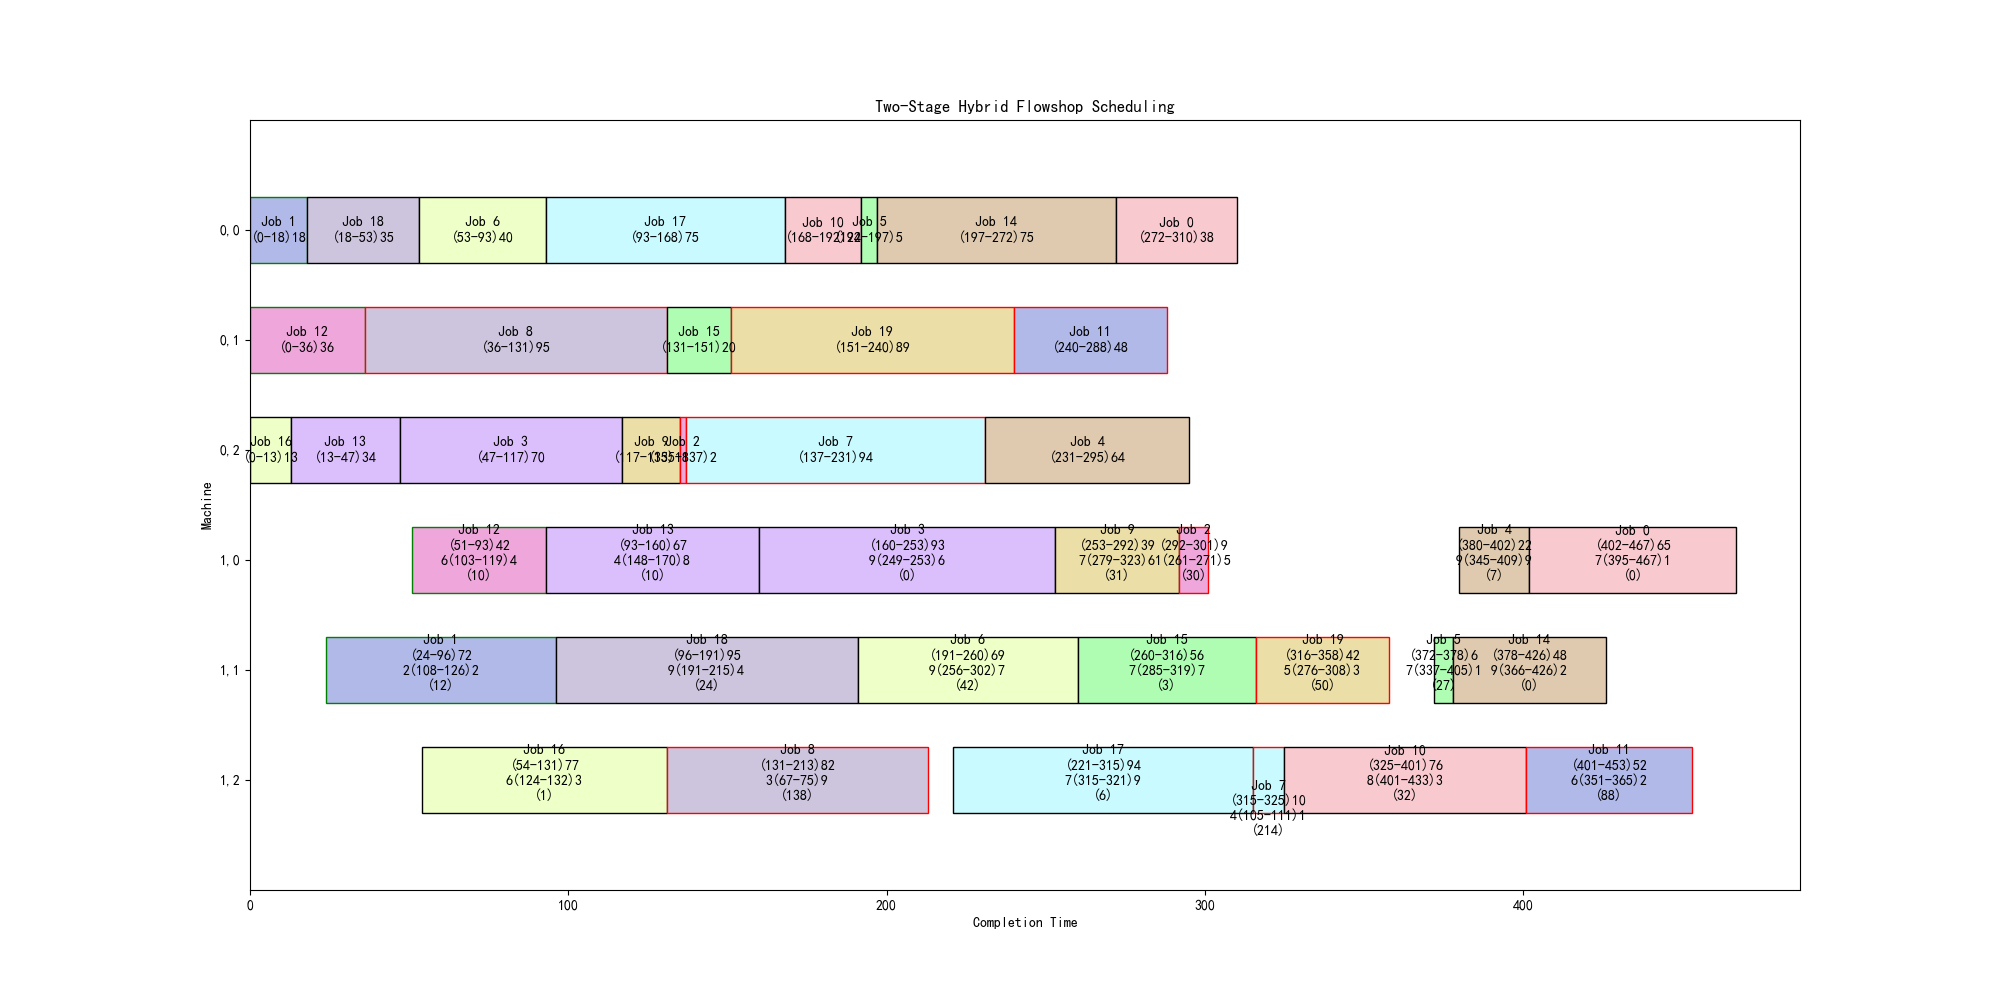 Two-Stage Hybrid Flowshop Scheduling
0,0
Job 1
(0-18)18
Job 18
(18-53)35
Job 6
(53-93)40
Job 17
(93-168)75
Job 10
(168-192)24
Job 5
(192-197)5
Job 14
(197-272)75
Job 0
(272-310)38
0,1
Job 12
(0-36)36
Job 8
(36-131)95
Job 15
(131-151)20
Job 19
(151-240)89
Job 11
(240-288)48
0,2
Job 16
(0-13)13
Job 13
(13-47)34
Job 3
(47-117)70
Job 9
(117-135)18
Job 2
(135-137)2
Job 7
(137-231)94
Job 4
(231-295)64
Machine
1,0
Job 12
(51-93)42
6(103-119)4
(10)
Job 13
(93-160)67
4(148-170)8
(10)
Job 3
(160-253)93
9(249-253)6
(0)
Job 9
(253-292)39
7(279-323)61
(31)
Job 2
(292-301)9
(261-271)5
(30)
Job 4
(380-402)22
9(345-409)9
(7)
Job 0
(402-467)65
7(395-467)1
(0)
1,1
Job 1
(24-96)72
2(108-126)2
(12)
Job 18
(96-191)95
9(191-215)4
(24)
Job 6
(191-260)69
9(256-302)7
(42)
Job 15
(260-316)56
7(285-319)7
(3)
Job 19
(316-358)42
5(276-308)3
(50)
Job 5
(372-378)6
7(337-405)1
(27)
Job 14
(378-426)48
9(366-426)2
(0)
1,2
Job 16
(54-131)77
6(124-132)3
(1)
Job 8
(131-213)82
3(67-75)9
(138)
Job 17
(221-315)94
7(315-321)9
(6)
Job 7
(315-325)10
4(105-111)1
(214)
Job 10
(325-401)76
8(401-433)3
(32)
Job 11
(401-453)52
6(351-365)2
(88)
0
100
200
300
400
Completion Time